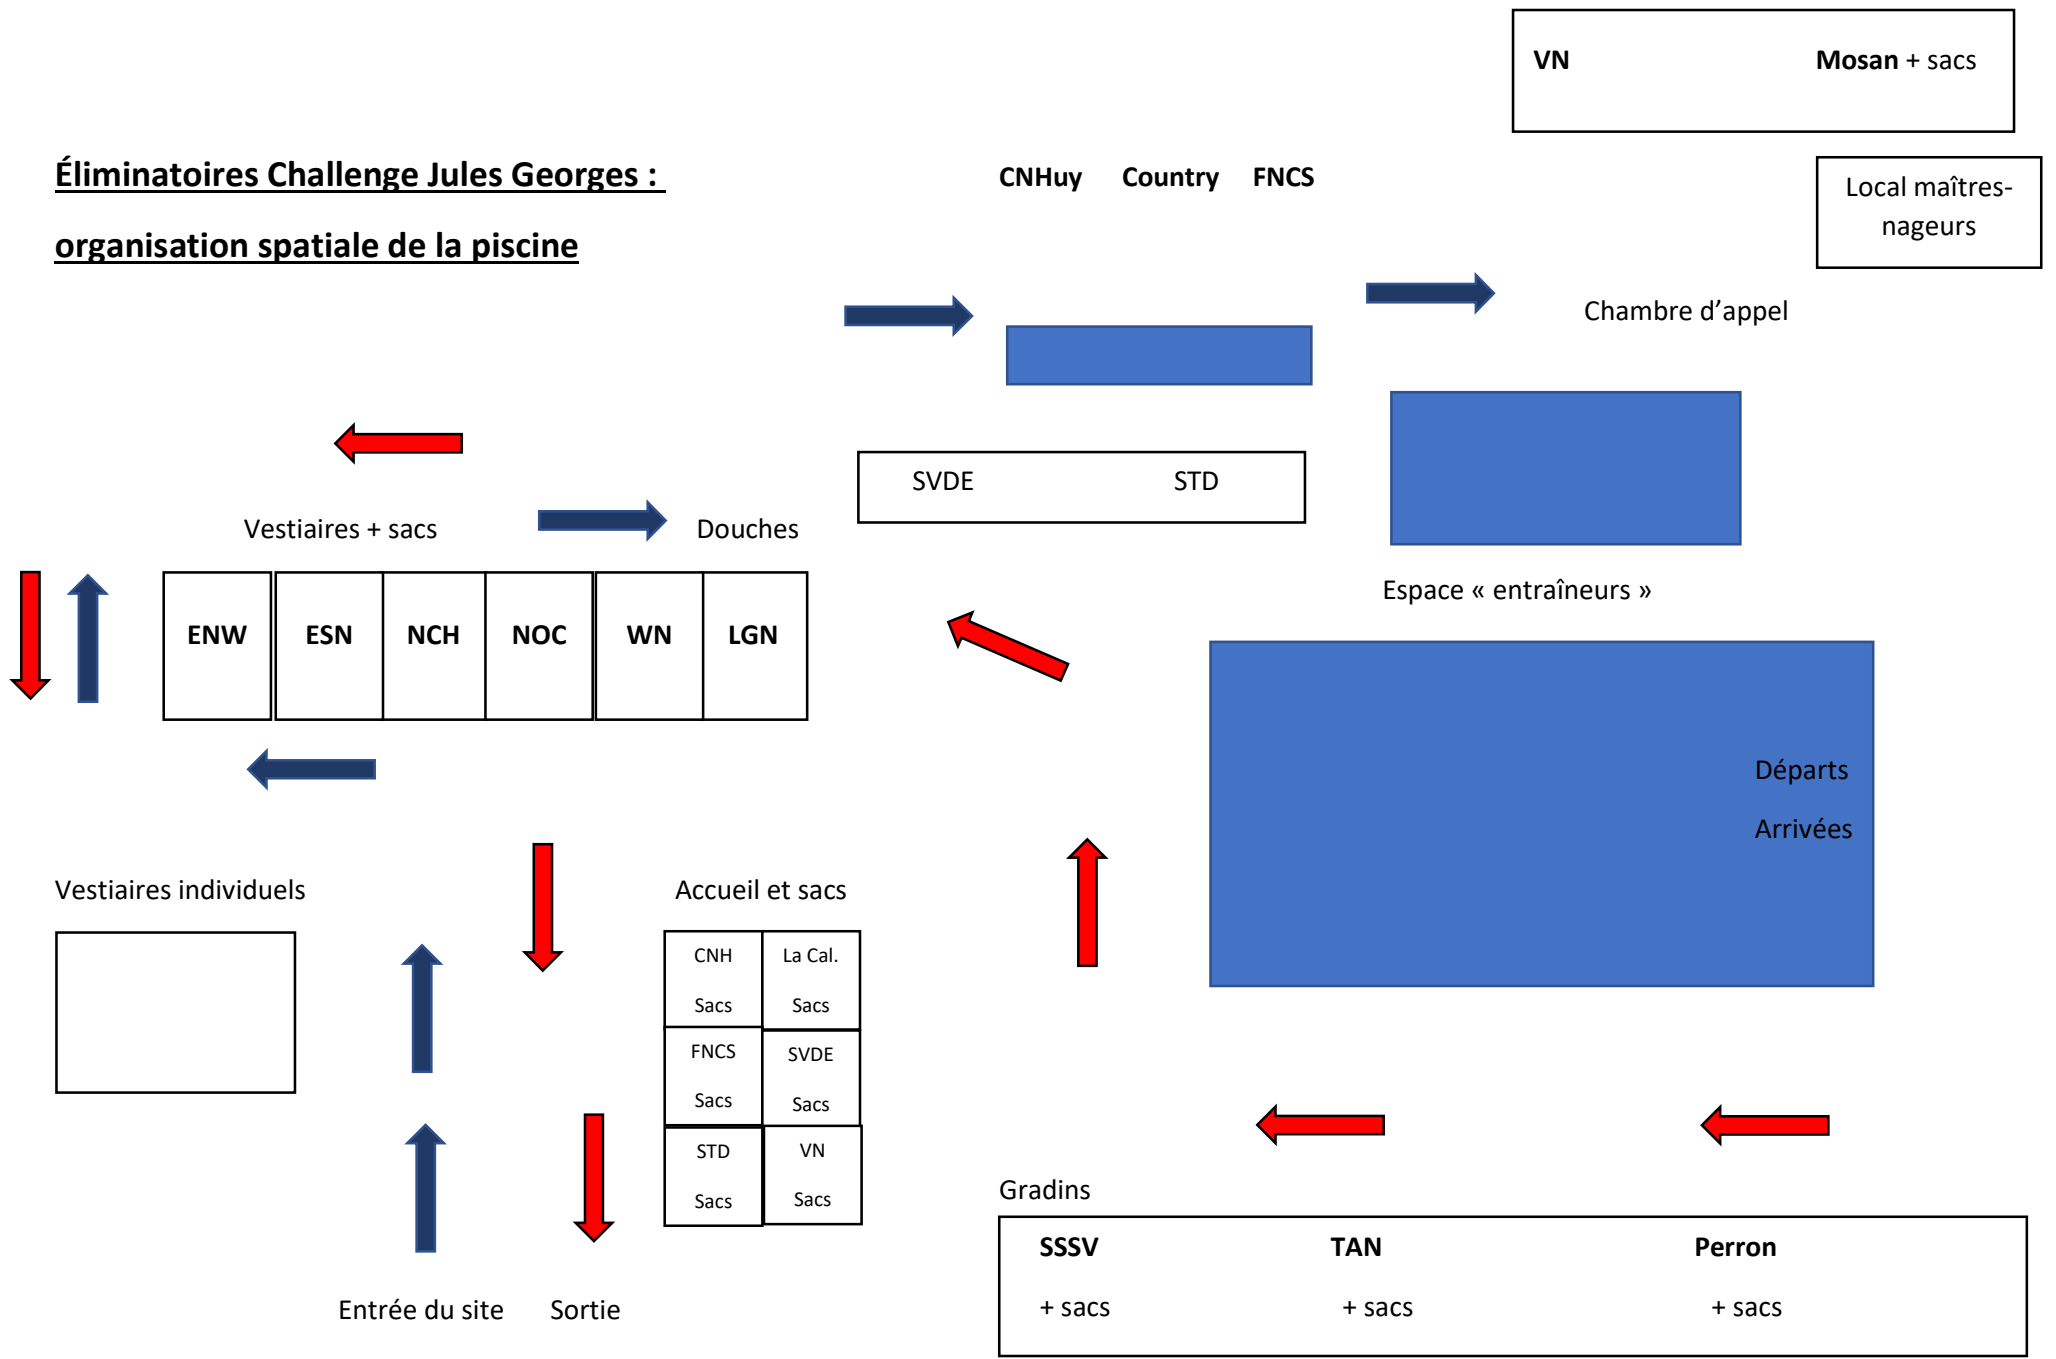 VN Mosan + sacs
Éliminatoires Challenge Jules Georges :
organisation spatiale de la piscine
CNHuy Country FNCS
Local maîtres-
nageurs
Chambre d’appel
SVDE STD
Vestiaires + sacs
Douches
Espace « entraîneurs »
ENW ESN NCH NOC WN LGN
Départs
Arrivées
Vestiaires individuels
Accueil et sacs
CNH La Cal.
Sacs Sacs
FNCS SVDE
Sacs Sacs
STD VN
Sacs Sacs
Gradins
SSSV TAN Perron
+ sacs + sacs + sacs
Entrée du site Sortie